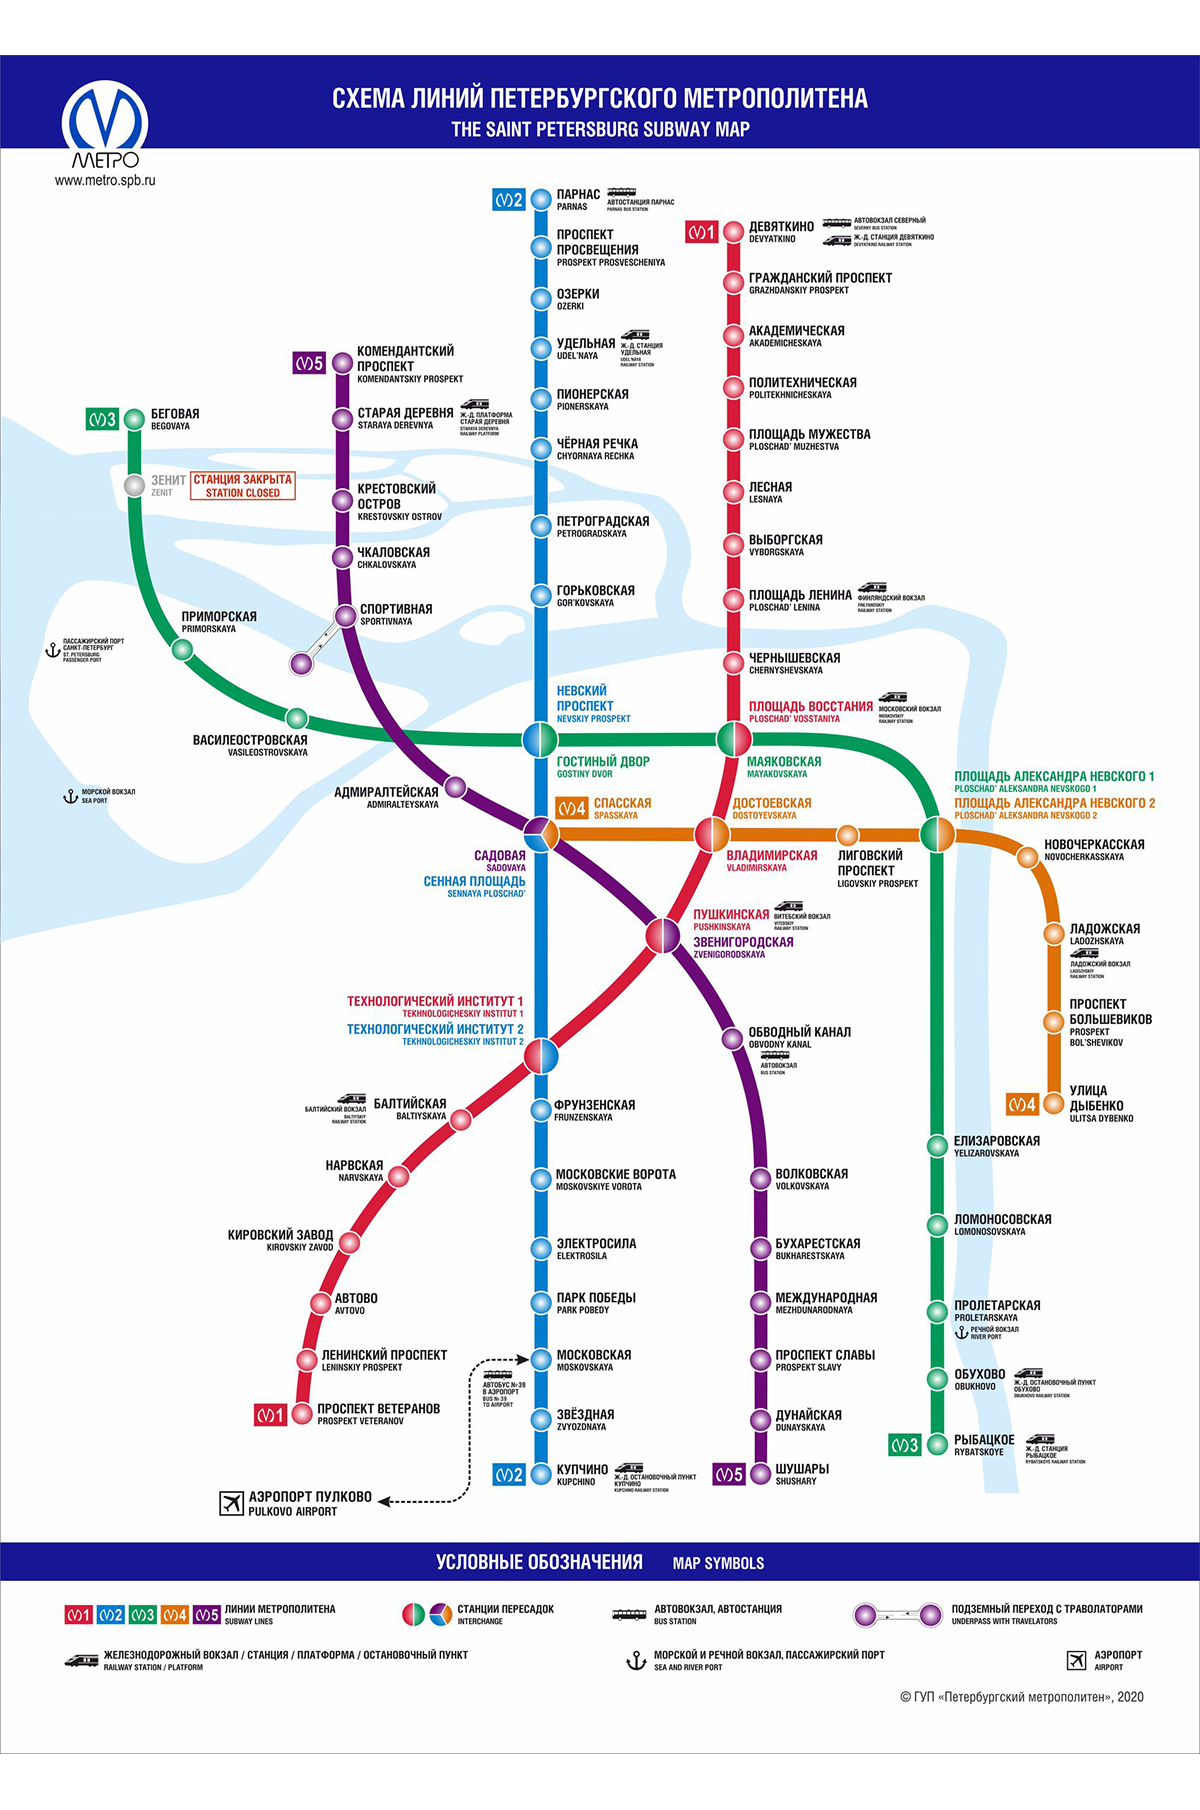 СХЕМА ЛИНИЙ ПЕТЕРБУРГСКОГО МЕТРОПОЛИТЕНА
THE SAINT PETERSBURG SUBWAY MAP
МЕТРО
www.metro.spb.ru
2
ПАРНАС
PARNAS
АВТОСТАНЦИЯ ПАРНАС
PARNAS BUS STATION
ПРОСПЕКТ
ПРОСВЕЩЕНИЯ
PROSPEKT PROSVESCHENIYA
ОЗЕРКИ
OZERKI
УДЕЛЬНАЯ
UDEL'NAYA
Ж.-Д. СТАНЦИЯ
УДЕЛЬНАЯ
UDEL'NAYA
RAILWAY STATION
ПИОНЕРСКАЯ
PIONERSKAYA
ЧЁРНАЯ РЕЧКА
CHYORNAYA RECHKA
ПЕТРОГРАДСКАЯ
PETROGRADSKAYA
ГОРЬКОВСКАЯ
GOR'KOVSKAYA
НЕВСКИЙ
ПРОСПЕКТ
NEVSKIY PROSPEKT
ГОСТИНЫЙ ДВОР
GOSTINY DVOR
1
ДЕВЯТКИНО
DEVYATKINO
АВТОВОКЗАЛ СЕВЕРНЫЙ
SEVERNY BUS STATION
Ж.-Д. СТАНЦИЯ ДЕВЯТКИНО
DEVYATKINO RAILWAY STATION
ГРАЖДАНСКИЙ ПРОСПЕКТ
GRAZHDANSKIY PROSPEKT
АКАДЕМИЧЕСКАЯ
AKADEMICHESKAYA
ПОЛИТЕХНИЧЕСКАЯ
POLITEKHNICHESKAYA
ПЛОЩАДЬ МУЖЕСТВА
PLOSCHAD' MUZHESTVA
ЛЕСНАЯ
LESNAYA
ВЫБОРГСКАЯ
VYBORGSKAYA
ПЛОЩАДЬ ЛЕНИНА
PLOSCHAD' LENINA
ФИНЛЯНДСКИЙ ВОКЗАЛ
FINLYANDSKIY
RAILWAY STATION
ЧЕРНЫШЕВСКАЯ
CHERNYSHEVSKAYA
ПЛОЩАДЬ ВОССТАНИЯ
PLOSCHAD' VOSSTANIYA
МОСКОВСКИЙ ВОКЗАЛ
MOSKOVSKIY
RAILWAY STATION
МАЯКОВСКАЯ
MAYAKOVSKAYA
5
КОМЕНДАНТСКИЙ
ПРОСПЕКТ
KOMENDANTSKIY PROSPEKT
СТАРАЯ ДЕРЕВНЯ
STARAYA DEREVNYA
Ж.-Д. ПЛАТФОРМА
СТАРАЯ ДЕРЕВНЯ
STARAYA DEREVNYA
RAILWAY PLATFORM
КРЕСТОВСКИЙ
ОСТРОВ
KRESTOVSKIY OSTROV
ЧКАЛОВСКАЯ
CHKALOVSKAYA
СПОРТИВНАЯ
SPORTIVNAYA
3
БЕГОВАЯ
BEGOVAYA
ЗЕНИТ
ZENIT
СТАНЦИЯ ЗАКРЫТА
STATION CLOSED
ПРИМОРСКАЯ
PRIMORSKAYA
ПАССАЖИРСКИЙ ПОРТ
САНКТ-ПЕТЕРБУРГ
ST. PETERSBURG
PASSENGER PORT
ВАСИЛЕОСТРОВСКАЯ
VASILEOSTROVSKAYA
МОРСКОЙ ВОКЗАЛ
SEA PORT
АДМИРАЛТЕЙСКАЯ
ADMIRALTEYSKAYA
4
СПАССКАЯ
SPASSKAYA
САДОВАЯ
SADOVAYA
СЕННАЯ ПЛОЩАДЬ
SENNAYA PLOSCHAD'
ДОСТОЕВСКАЯ
DOSTOYEVSKAYA
ВЛАДИМИРСКАЯ
VLADIMIRSKAYA
ЛИГОВСКИЙ
ПРОСПЕКТ
LIGOVSKIY PROSPEKT
ПЛОЩАДЬ АЛЕКСАНДРА НЕВСКОГО 1
PLOSCHAD' ALEKSANDRA NEVSKOGO 1
ПЛОЩАДЬ АЛЕКСАНДРА НЕВСКОГО 2
PLOSCHAD' ALEKSANDRA NEVSKOGO 2
НОВОЧЕРКАССКАЯ
NOVOCHERKASSKAYA
ПУШКИНСКАЯ
PUSHKINSKAYA
ВИТЕБСКИЙ ВОКЗАЛ
VITEBSKIY
RAILWAY STATION
ЗВЕНИГОРОДСКАЯ
ZVENIGORODSKAYA
ЛАДОЖСКАЯ
LADOZHSKAYA
ЛАДОЖСКИЙ ВОКЗАЛ
LADOZHSKIY
RAILWAY STATION
ПРОСПЕКТ
БОЛЬШЕВИКОВ
PROSPEKT
BOL'SHEVIKOV
4
УЛИЦА
ДЫБЕНКО
ULITSA DYBENKO
ТЕХНОЛОГИЧЕСКИЙ ИНСТИТУТ 1
TEKHNOLOGICHESKIY INSTITUT 1
ТЕХНОЛОГИЧЕСКИЙ ИНСТИТУТ 2
TEKHNOLOGICHESKIY INSTITUT 2
ОБВОДНЫЙ КАНАЛ
OBVODNY KANAL
АВТОВОКЗАЛ
BUS STATION
БАЛТИЙСКИЙ ВОКЗАЛ
BALTIYSKIY
RAILWAY STATION
БАЛТИЙСКАЯ
BALTIYSKAYA
НАРВСКАЯ
NARVSKAYA
КИРОВСКИЙ ЗАВОД
KIROVSKIY ZAVOD
АВТОВО
AVTOVO
ЛЕНИНСКИЙ ПРОСПЕКТ
LENINSKIY PROSPEKT
1
ПРОСПЕКТ ВЕТЕРАНОВ
PROSPEKT VETERANOV
ФРУНЗЕНСКАЯ
FRUNZENSKAYA
МОСКОВСКИЕ ВОРОТА
MOSKOVSKIYE VOROTA
ЭЛЕКТРОСИЛА
ELEKTROSILA
ПАРК ПОБЕДЫ
PARK POBEDY
МОСКОВСКАЯ
MOSKOVSKAYA
АВТОБУС №39
В АЭРОПОРТ
BUS №39
TO AIRPORT
ЗВЁЗДНАЯ
ZVYOZDNAYA
2
КУПЧИНО
KUPCHINO
Ж.-Д. ОСТАНОВОЧНЫЙ ПУНКТ
КУПЧИНО
KUPCHINO RAILWAY STATION
АЭРОПОРТ ПУЛКОВО
PULKOVO AIRPORT
ВОЛКОВСКАЯ
VOLKOVSKAYA
БУХАРЕСТСКАЯ
BUKHARESTSKAYA
МЕЖДУНАРОДНАЯ
MEZHDUNARODNAYA
ПРОСПЕКТ СЛАВЫ
PROSPEKT SLAVY
ДУНАЙСКАЯ
DUNAYSKAYA
5
ШУШАРЫ
SHUSHARY
ЕЛИЗАРОВСКАЯ
YELIZAROVSKAYA
ЛОМОНОСОВСКАЯ
LOMONOSOVSKAYA
ПРОЛЕТАРСКАЯ
PROLETARSKAYA
РЕЧНОЙ ВОКЗАЛ
RIVER PORT
ОБУХОВО
OBUKHOVO
Ж.-Д. ОСТАНОВОЧНЫЙ ПУНКТ
ОБУХОВО
OBUKHOVO RAILWAY STATION
3
РЫБАЦКОЕ
RYBATSKOYE
Ж.-Д. СТАНЦИЯ
РЫБАЦКОЕ
RYBATSKOYE RAILWAY STATION
УСЛОВНЫЕ ОБОЗНАЧЕНИЯ MAP SYMBOLS
1 2 3 4 5
ЛИНИИ МЕТРОПОЛИТЕНА
SUBWAY LINES
СТАНЦИИ ПЕРЕСАДОК
INTERCHANGE
АВТОВОКЗАЛ, АВТОСТАНЦИЯ
BUS STATION
ПОДЗЕМНЫЙ ПЕРЕХОД С ТРАВОЛАТОРАМИ
UNDERPASS WITH TRAVELATORS
ЖЕЛЕЗНОДОРОЖНЫЙ ВОКЗАЛ / СТАНЦИЯ / ПЛАТФОРМА / ОСТАНОВОЧНЫЙ ПУНКТ
RAILWAY STATION / PLATFORM
МОРСКОЙ И РЕЧНОЙ ВОКЗАЛ, ПАССАЖИРСКИЙ ПОРТ
SEA AND RIVER PORT
АЭРОПОРТ
AIRPORT
© ГУП «Петербургский метрополитен», 2020